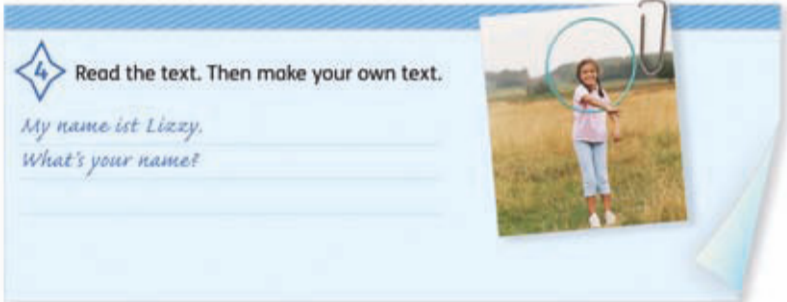 4 Read the text. Then make your own text.
My name ist Lizzy.
What's your name?